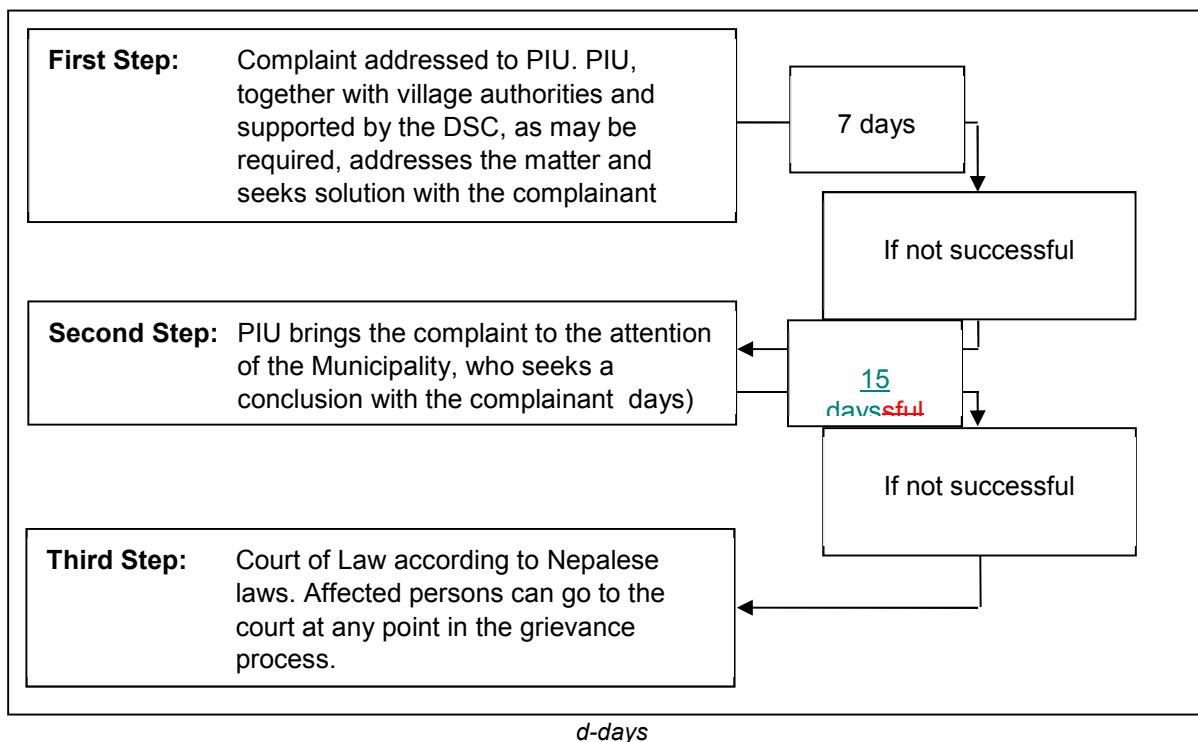 First Step: Complaint addressed to PIU. PIU,
together with village authorities and
supported by the DSC, as may be
required, addresses the matter and
seeks solution with the complainant
7 days
If not successful
Second Step: PIU brings the complaint to the attention
of the Municipality, who seeks a
conclusion with the complainant days)
15
dayssful
If not successful
Third Step: Court of Law according to Nepalese
laws. Affected persons can go to the
court at any point in the grievance
process.
d-days